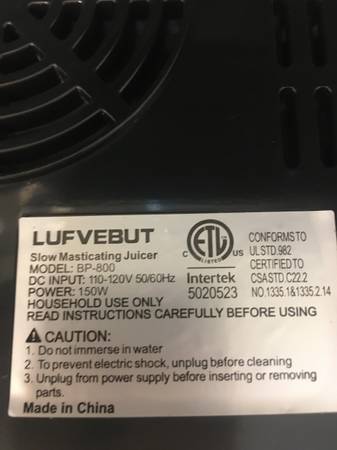 LUFVEBUT
Slow Masticating Juicer
MODEL: BP-800
DC INPUT: 110-120V 50/60Hz
POWER: 150W
HOUSEHOLD USE ONLY
READ INSTRUCTIONS CAREFULLY BEFORE USING
C ETL US
LISTED
Intertek
5020523
CONFORMS TO
UL STD.982
CERTIFIED TO
CSA STD. C22.2
NO.1335.1&1335.2.14
CAUTION:
1. Do not immerse in water
2. To prevent electric shock, unplug before cleaning
3. Unplug from power supply before inserting or removing
parts.
Made in China